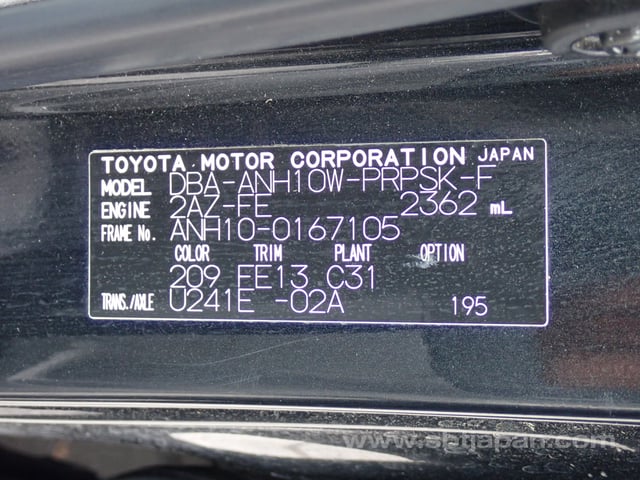 TOYOTA MOTOR CORPORATION JAPAN
MODEL DBA-ANH10W-PRPSK-F
ENGINE 2AZ-FE 2362 mL
FRAME No. ANH10-0167105
COLOR TRIM PLANT OPTION
209 FE13 C31
TRANS./AXLE U241E -02A 195
www.sbtjapan.com